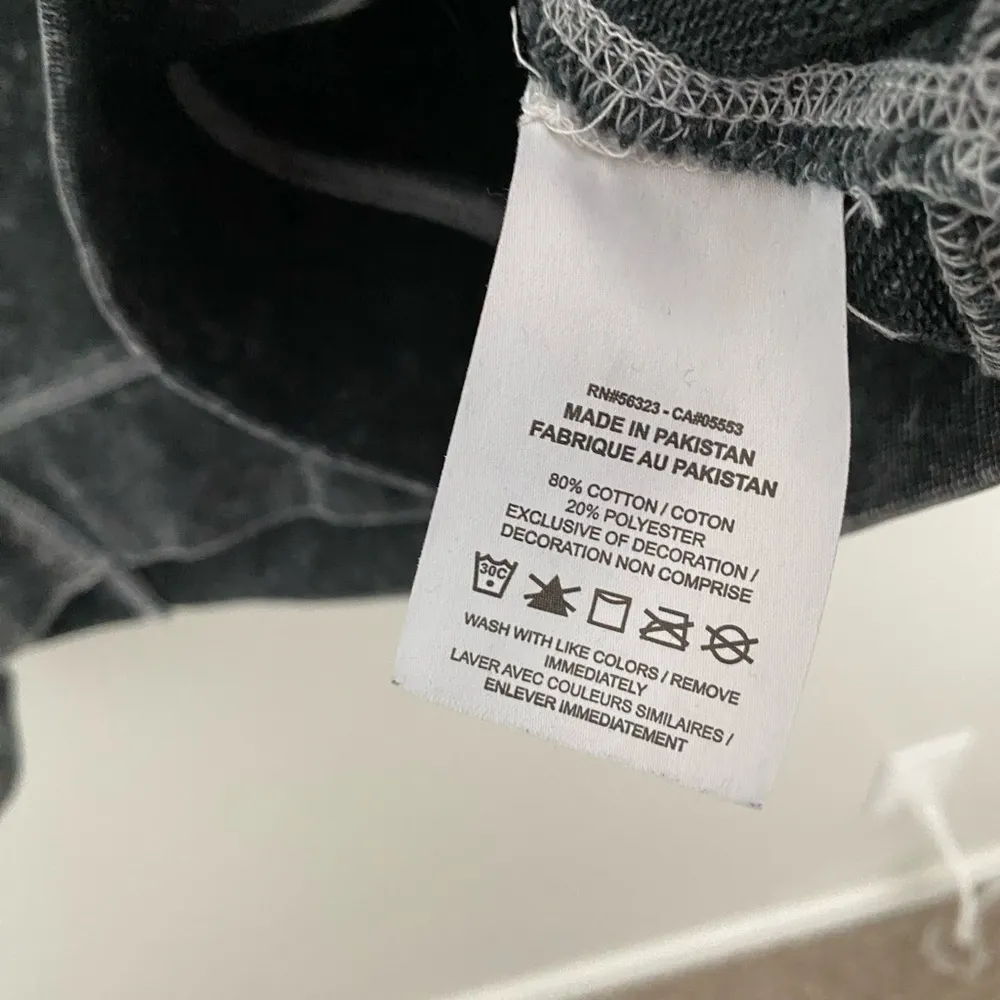 RN#56323 - CA#05553
MADE IN PAKISTAN
FABRIQUE AU PAKISTAN
80% COTTON / COTON
20% POLYESTER
EXCLUSIVE OF DECORATION /
DECORATION NON COMPRISE
30C
WASH WITH LIKE COLORS / REMOVE
IMMEDIATELY
LAVER AVEC COULEURS SIMILAIRES /
ENLEVER IMMEDIATEMENT